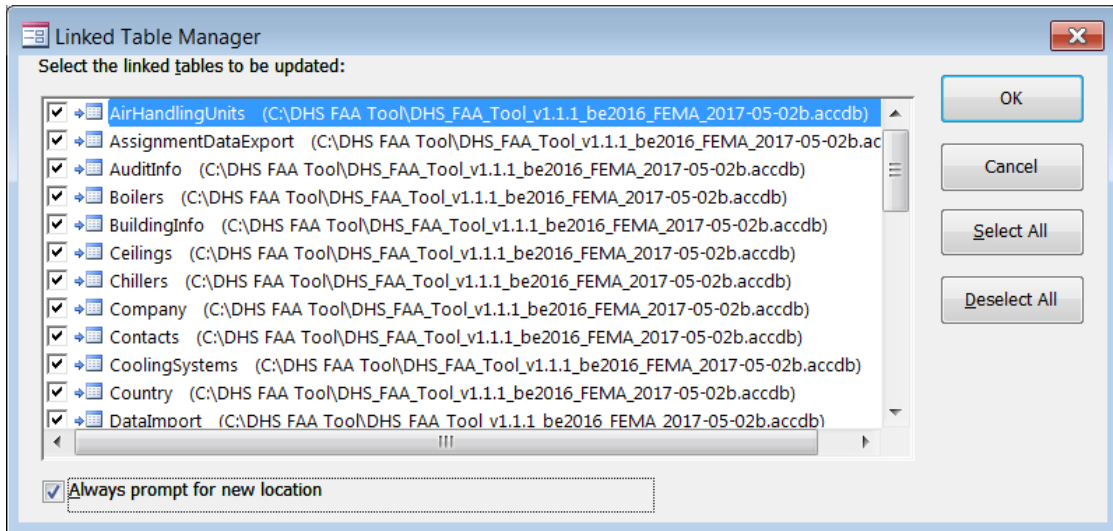 Linked Table Manager
Select the linked tables to be updated:
AirHandlingUnits (C:\DHS FAA Tool\DHS_FAA_Tool_v1.1.1_be2016_FEMA_2017-05-02b.accdb)
AssignmentDataExport (C:\DHS FAA Tool\DHS_FAA_Tool_v1.1.1_be2016_FEMA_2017-05-02b.ac
AuditInfo (C:\DHS FAA Tool\DHS_FAA_Tool_v1.1.1_be2016_FEMA_2017-05-02b.accdb)
Boilers (C:\DHS FAA Tool\DHS_FAA_Tool_v1.1.1_be2016_FEMA_2017-05-02b.accdb)
BuildingInfo (C:\DHS FAA Tool\DHS_FAA_Tool_v1.1.1_be2016_FEMA_2017-05-02b.accdb)
Ceilings (C:\DHS FAA Tool\DHS_FAA_Tool_v1.1.1_be2016_FEMA_2017-05-02b.accdb)
Chillers (C:\DHS FAA Tool\DHS_FAA_Tool_v1.1.1_be2016_FEMA_2017-05-02b.accdb)
Company (C:\DHS FAA Tool\DHS_FAA_Tool_v1.1.1_be2016_FEMA_2017-05-02b.accdb)
Contacts (C:\DHS FAA Tool\DHS_FAA_Tool_v1.1.1_be2016_FEMA_2017-05-02b.accdb)
CoolingSystems (C:\DHS FAA Tool\DHS_FAA_Tool_v1.1.1_be2016_FEMA_2017-05-02b.accdb)
Country (C:\DHS FAA Tool\DHS_FAA_Tool_v1.1.1_be2016_FEMA_2017-05-02b.accdb)
DataImport (C:\DHS FAA Tool\DHS_FAA_Tool_v1.1.1_be2016_FEMA_2017-05-02b.accdb)
OK
Cancel
Select All
Deselect All
Always prompt for new location